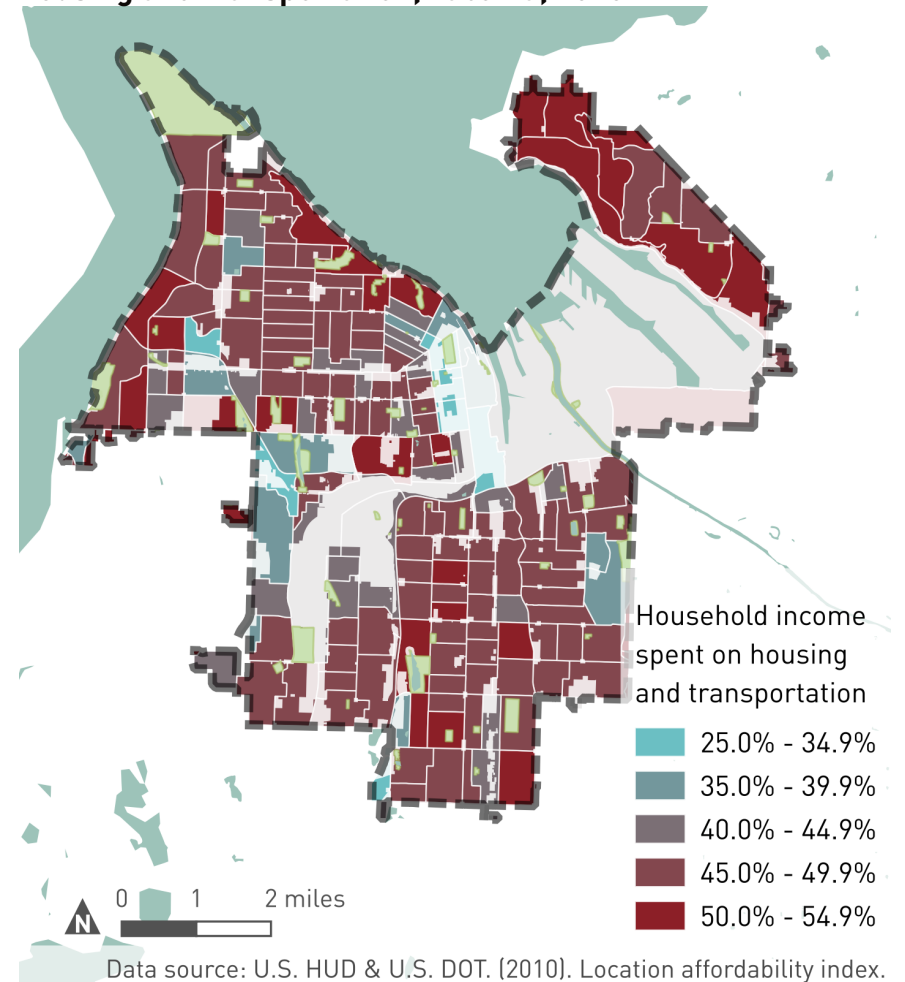 Household income
spent on housing
and transportation
25.0% - 34.9%
35.0% - 39.9%
40.0% - 44.9%
45.0% - 49.9%
50.0% - 54.9%
0 1 2 miles
N
Data source: U.S. HUD & U.S. DOT. (2010). Location affordability index.